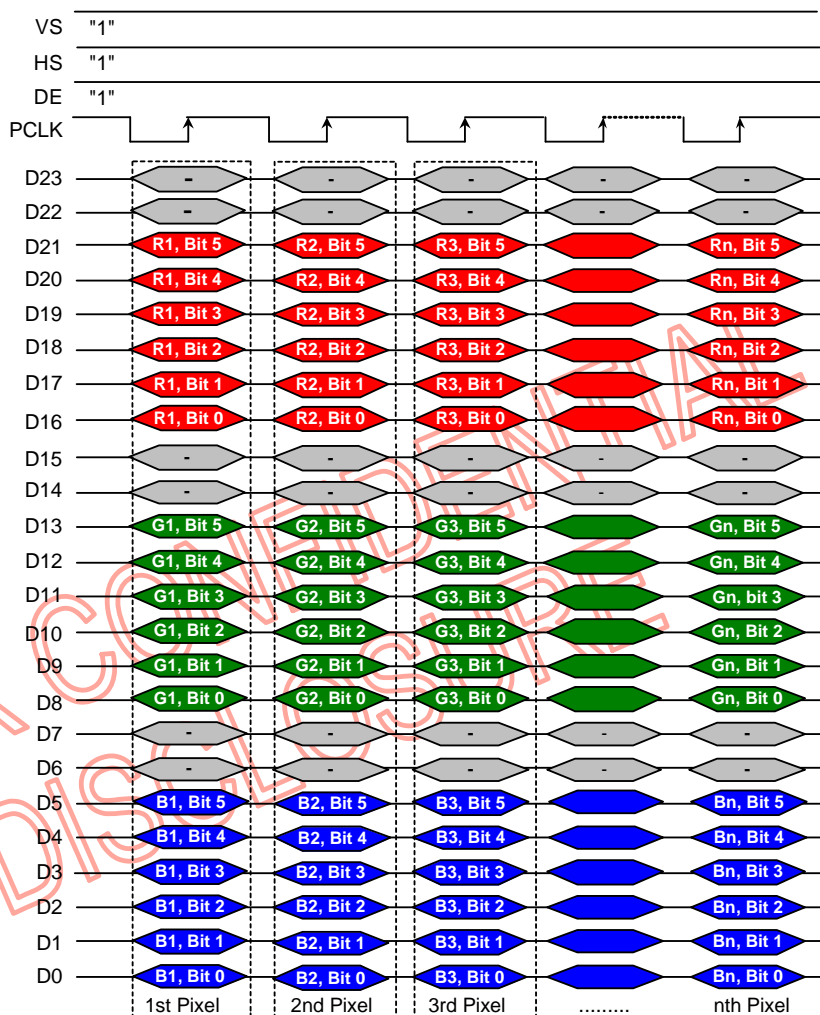 VS "1"
HS "1"
DE "1"
PCLK
D23 - - - - -
D22 - - - - -
D21 R1, Bit 5 R2, Bit 5 R3, Bit 5 Rn, Bit 5
D20 R1, Bit 4 R2, Bit 4 R3, Bit 4 Rn, Bit 4
D19 R1, Bit 3 R2, Bit 3 R3, Bit 3 Rn, Bit 3
D18 R1, Bit 2 R2, Bit 2 R3, Bit 2 Rn, Bit 2
D17 R1, Bit 1 R2, Bit 1 R3, Bit 1 Rn, Bit 1
D16 R1, Bit 0 R2, Bit 0 R3, Bit 0 Rn, Bit 0
D15 - - - - -
D14 - - - - -
D13 G1, Bit 5 G2, Bit 5 G3, Bit 5 Gn, Bit 5
D12 G1, Bit 4 G2, Bit 4 G3, Bit 4 Gn, Bit 4
D11 G1, Bit 3 G2, Bit 3 G3, Bit 3 Gn, bit 3
D10 G1, Bit 2 G2, Bit 2 G3, Bit 2 Gn, Bit 2
D9 G1, Bit 1 G2, Bit 1 G3, Bit 1 Gn, Bit 1
D8 G1, Bit 0 G2, Bit 0 G3, Bit 0 Gn, Bit 0
D7 - - - - -
D6 - - - - -
D5 B1, Bit 5 B2, Bit 5 B3, Bit 5 Bn, Bit 5
D4 B1, Bit 4 B2, Bit 4 B3, Bit 4 Bn, Bit 4
D3 B1, Bit 3 B2, Bit 3 B3, Bit 3 Bn, Bit 3
D2 B1, Bit 2 B2, Bit 2 B3, Bit 2 Bn, Bit 2
D1 B1, Bit 1 B2, Bit 1 B3, Bit 1 Bn, Bit 1
D0 B1, Bit 0 B2, Bit 0 B3, Bit 0 Bn, Bit 0
1st Pixel 2nd Pixel 3rd Pixel ......... nth Pixel
CONFIDENTIAL
DISCLOSURE